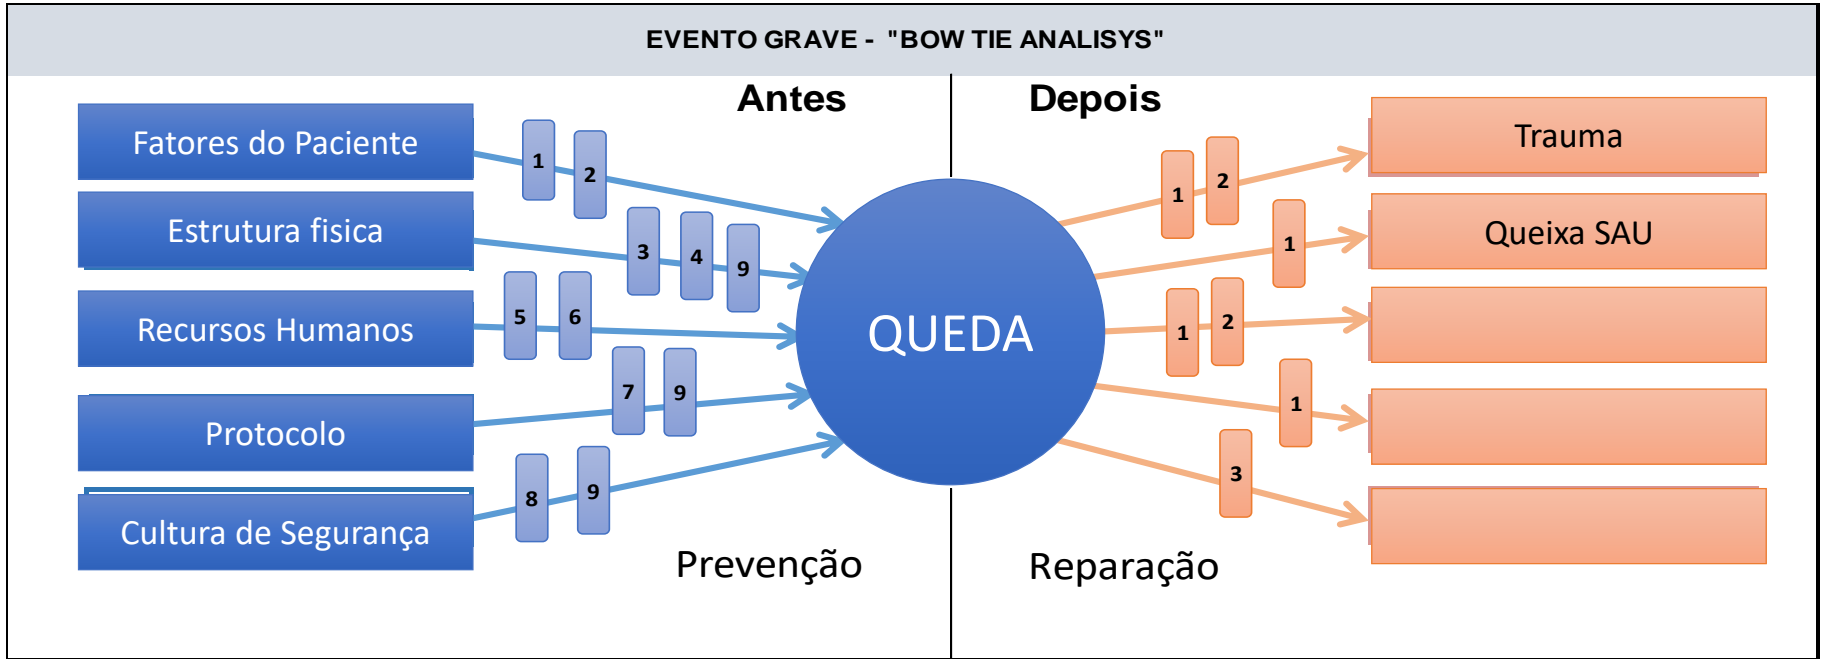 EVENTO GRAVE - "BOW TIE ANALISYS"
Antes
Depois
Fatores do Paciente
1
2
Estrutura fisica
3
4
9
Recursos Humanos
5
6
Protocolo
7
9
Cultura de Segurança
8
9
QUEDA
1
2
Trauma
1
Queixa SAU
1
2
1
3
Prevenção
Reparação